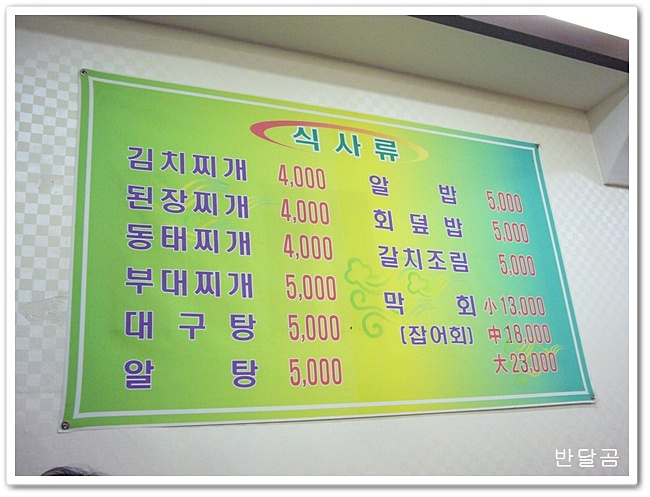 식사류
김치찌개 4,000
된장찌개 4,000
동태찌개 4,000
부대찌개 5,000
대구탕 5,000
알탕 5,000
알밥 5,000
회덮밥 5,000
갈치조림 5,000
막회 小 13,000
[잡어회] 中 16,000
大 23,000
반달곰